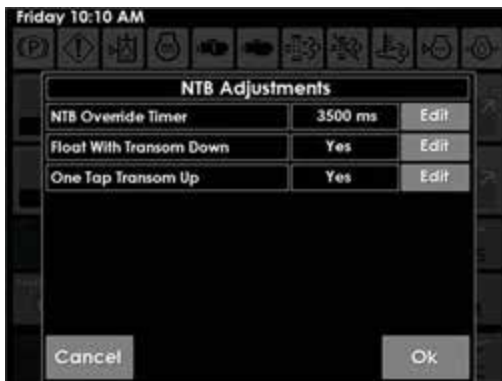 Friday 10:10 AM
NTB Adjustments
NTB Override Timer 3500 ms Edit
Float With Transom Down Yes Edit
One Tap Transom Up Yes Edit
Cancel Ok